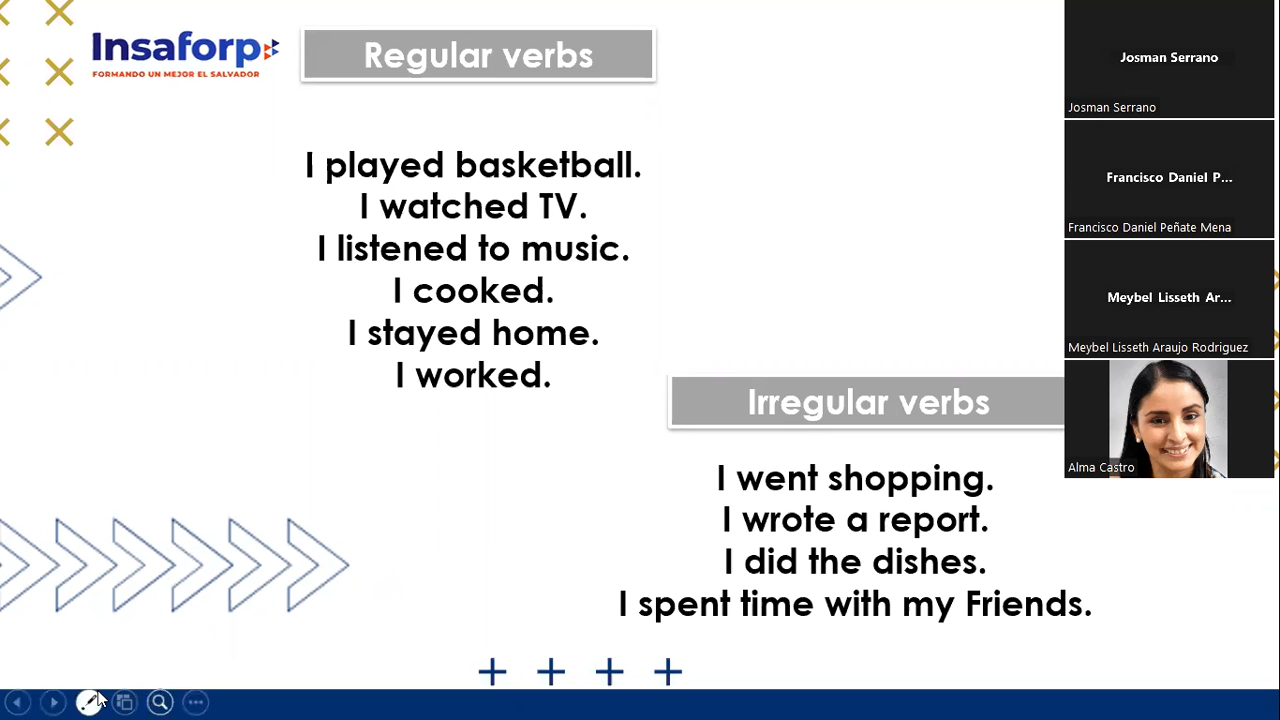 Insaforp
FORMANDO UN MEJOR EL SALVADOR
Regular verbs
I played basketball.
I watched TV.
I listened to music.
I cooked.
I stayed home.
I worked.
Irregular verbs
I went shopping.
I wrote a report.
I did the dishes.
I spent time with my Friends.
Josman Serrano
Josman Serrano
Francisco Daniel P...
Francisco Daniel Peñate Mena
Meybel Lisseth Ar...
Meybel Lisseth Araujo Rodriguez
Alma Castro